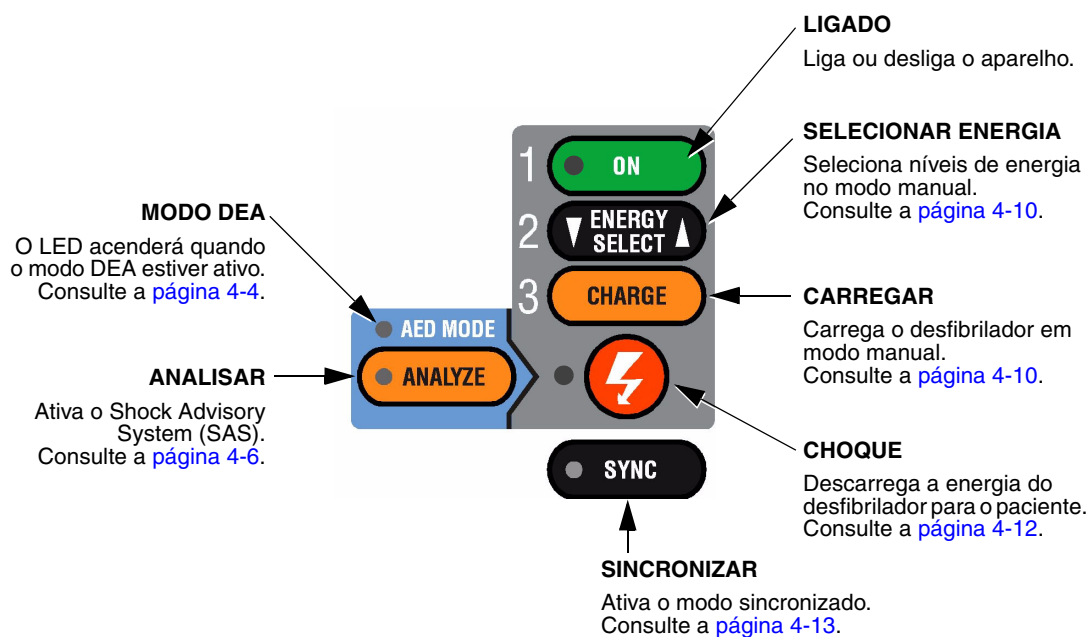 LIGADO
Liga ou desliga o aparelho.
SELECIONAR ENERGIA
Seleciona níveis de energia
no modo manual.
Consulte a página 4-10.
MODO DEA
O LED acenderá quando
o modo DEA estiver ativo.
Consulte a página 4-4.
1 ON
2 ENERGY
SELECT
3 CHARGE
CARREGAR
Carrega o desfibrilador em
modo manual.
Consulte a página 4-10.
AED MODE
ANALYZE
ANALISAR
Ativa o Shock Advisory
System (SAS).
Consulte a página 4-6.
SYNC
CHOQUE
Descarrega a energia do
desfibrilador para o paciente.
Consulte a página 4-12.
SINCRONIZAR
Ativa o modo sincronizado.
Consulte a página 4-13.